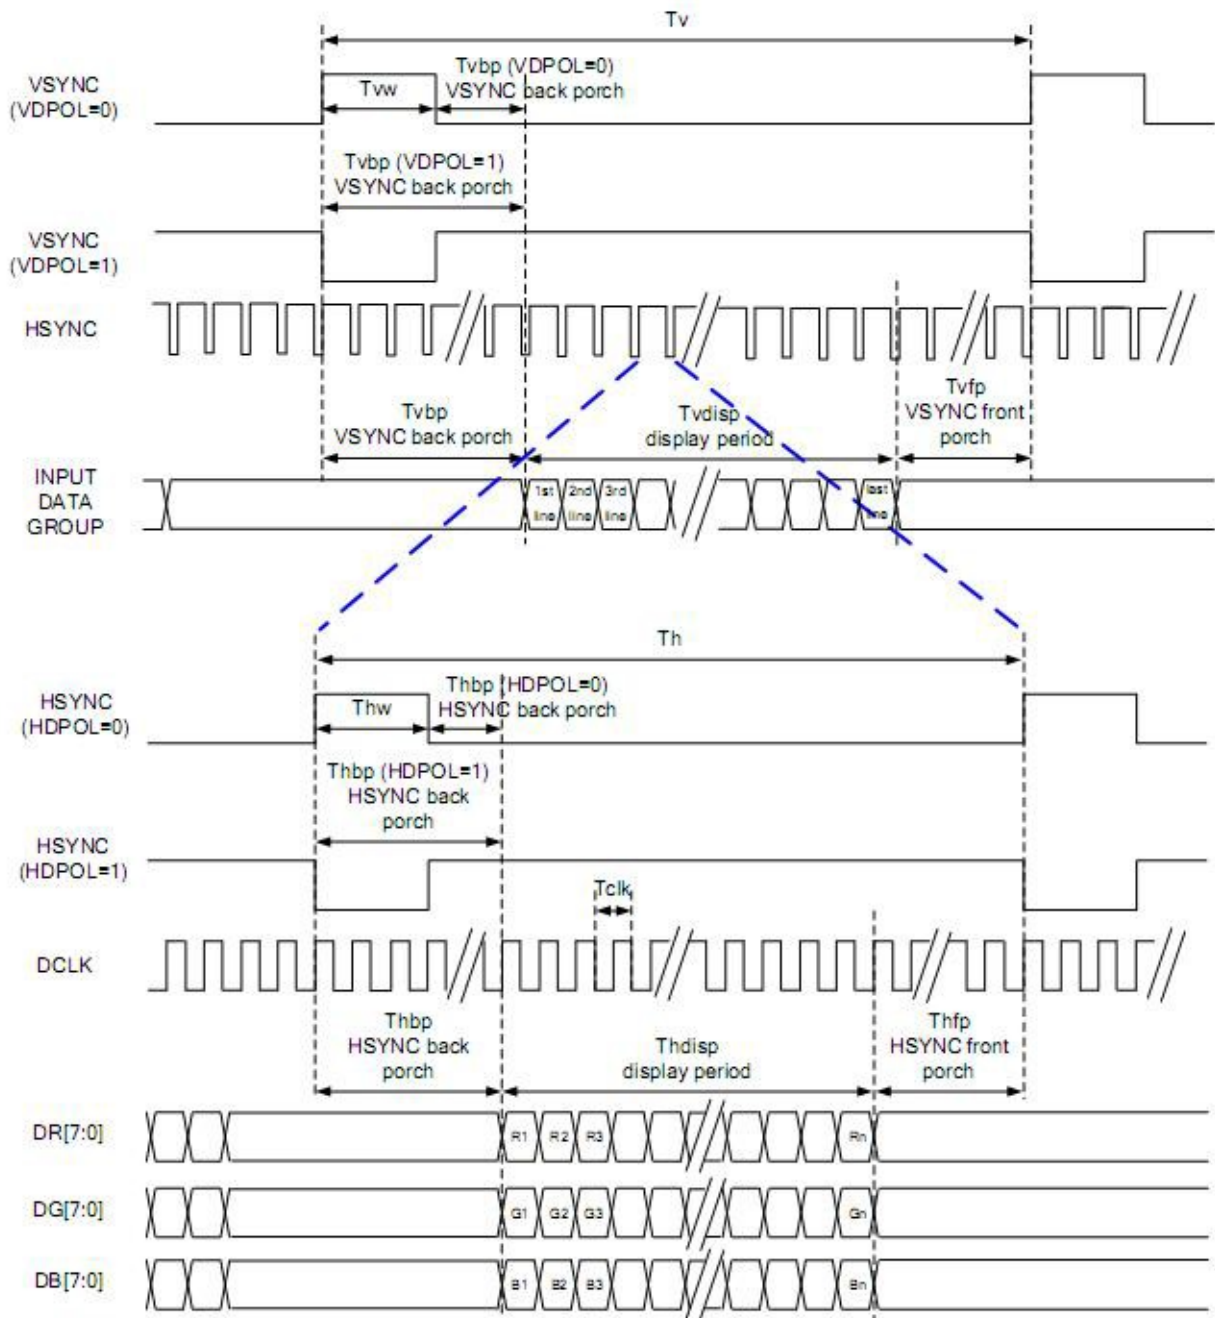 Tv
VSYNC
(VDPOL=0)
Tvw
Tvbp (VDPOL=0)
VSYNC back porch
Tvbp (VDPOL=1)
VSYNC back porch
VSYNC
(VDPOL=1)
HSYNC
Tvbp
VSYNC back porch
Tvdisp
display period
Tvfp
VSYNC front
porch
INPUT
DATA
GROUP
1st
line
2nd
line
3rd
line
last
line
Th
HSYNC
(HDPOL=0)
Thw
Thbp (HDPOL=0)
HSYNC back porch
Thbp (HDPOL=1)
HSYNC back
porch
HSYNC
(HDPOL=1)
Tclk
DCLK
Thbp
HSYNC back
porch
Thdisp
display period
Thfp
HSYNC front
porch
DR[7:0]
R1 R2 R3 Rn
DG[7:0]
G1 G2 G3 Gn
DB[7:0]
B1 B2 B3 Bn